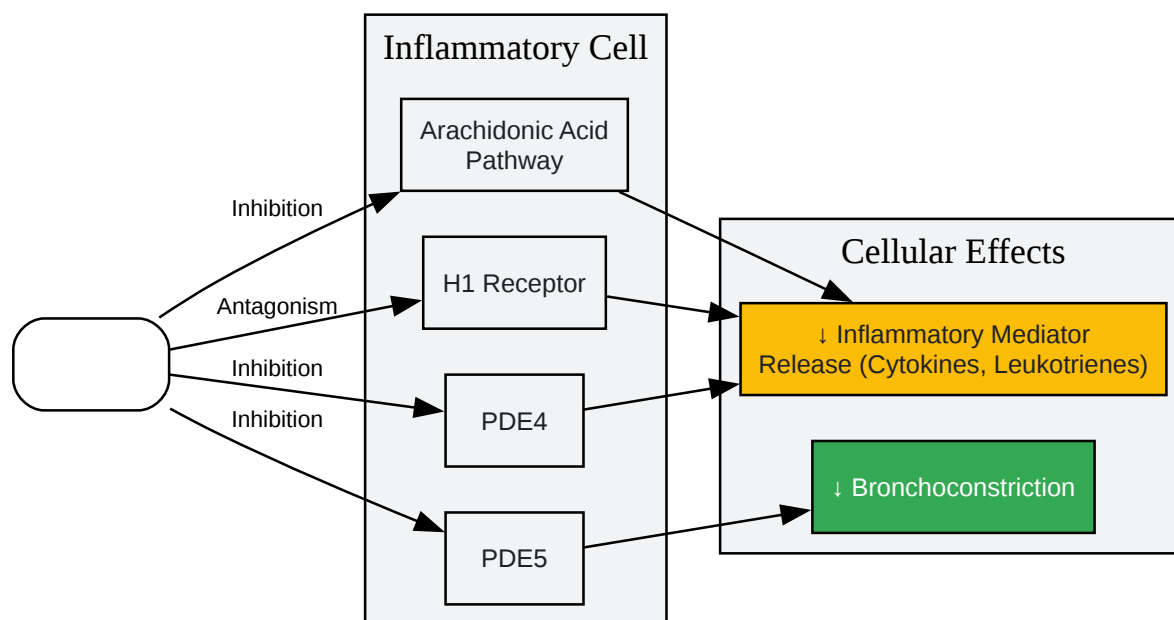 Inflammatory Cell
Arachidonic Acid
Pathway
Inhibition
Cellular Effects
H1 Receptor
Antagonism
↓ Inflammatory Mediator
Release (Cytokines, Leukotrienes)
Inhibition
PDE4
Inhibition
↓ Bronchoconstriction
PDE5